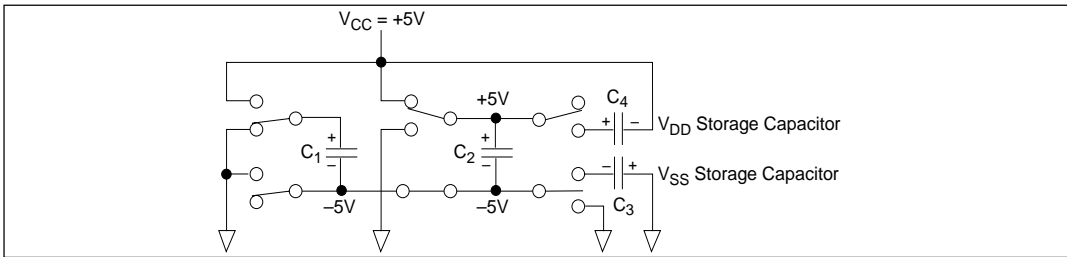 V_CC = +5V
+5V
C_4
+ −
V_DD Storage Capacitor
+
C_1
−
+
C_2
−
− +
V_SS Storage Capacitor
C_3
−5V
−5V